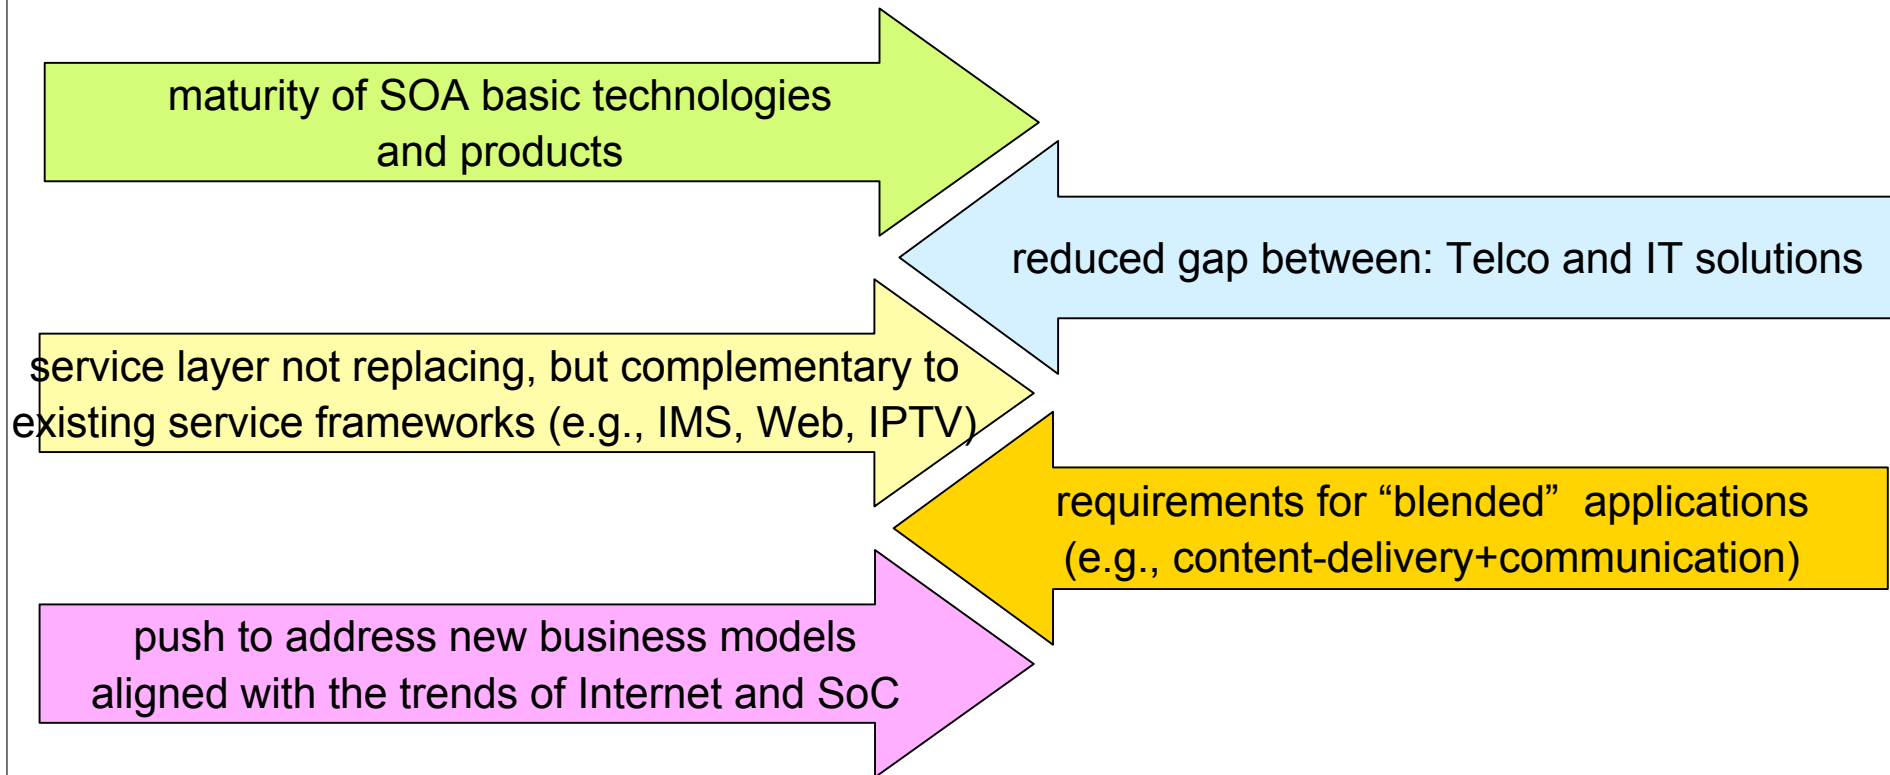 maturity of SOA basic technologies
and products
reduced gap between: Telco and IT solutions
service layer not replacing, but complementary to
existing service frameworks (e.g., IMS, Web, IPTV)
requirements for “blended”  applications
(e.g., content-delivery+communication)
push to address new business models
aligned with the trends of Internet and SoC